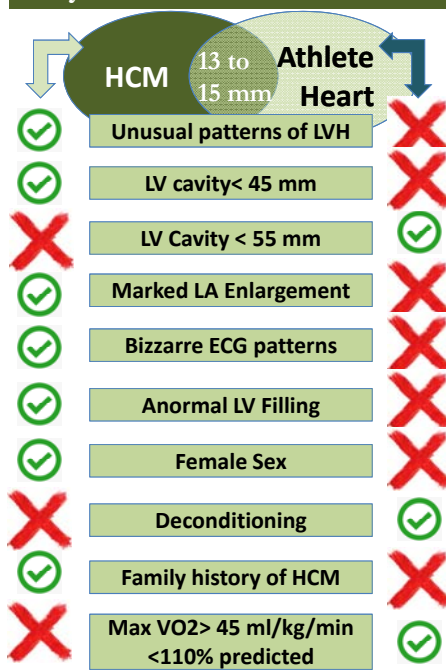 HCM
13 to
15 mm
Athlete
Heart
Unusual patterns of LVH
LV cavity< 45 mm
LV Cavity < 55 mm
Marked LA Enlargement
Bizzarre ECG patterns
Anormal LV Filling
Female Sex
Deconditioning
Family history of HCM
Max VO2> 45 ml/kg/min
<110% predicted